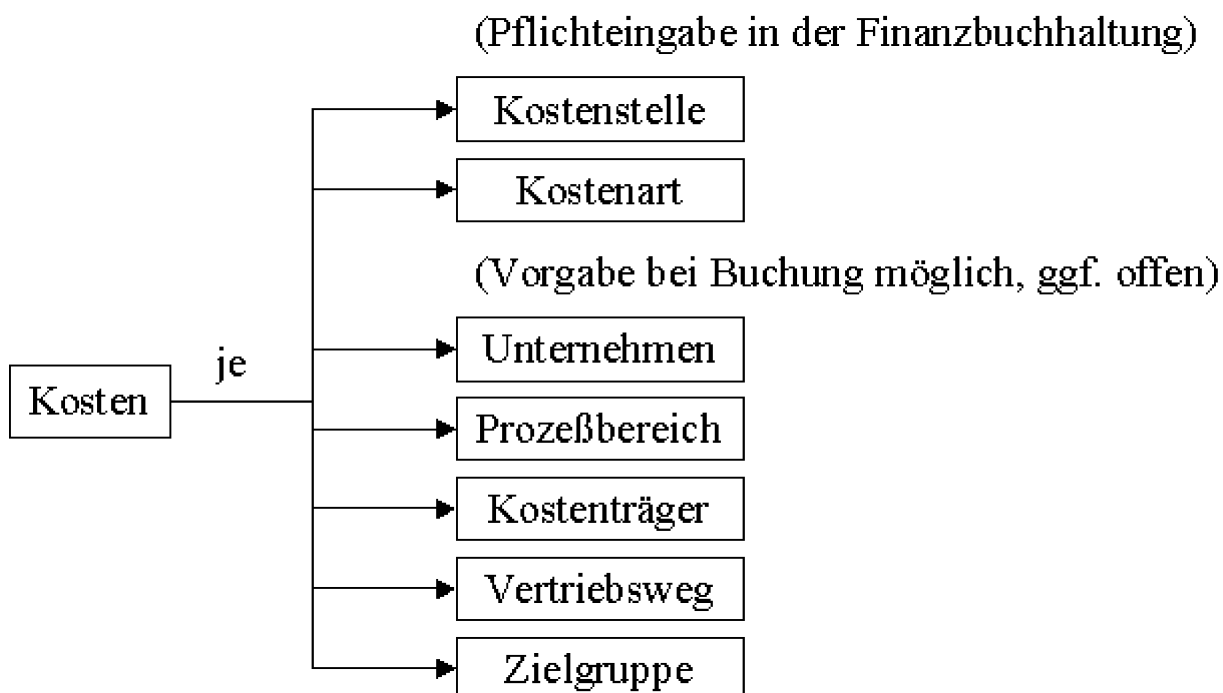 (Pflichteingabe in der Finanzbuchhaltung)
Kostenstelle
Kostenart
(Vorgabe bei Buchung möglich, ggf. offen)
Unternehmen
je
Kosten
Prozeßbereich
Kostenträger
Vertriebsweg
Zielgruppe